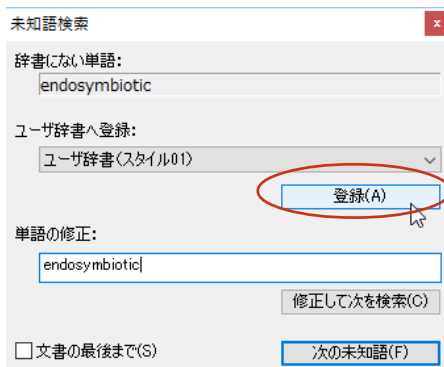 未知語検索
x
辞書にない単語:
endosymbiotic
ユーザ辞書へ登録:
ユーザ辞書(スタイル01)
登録(A)
単語の修正:
endosymbiotic
修正して次を検索(C)
文書の最後まで(S)
次の未知語(F)